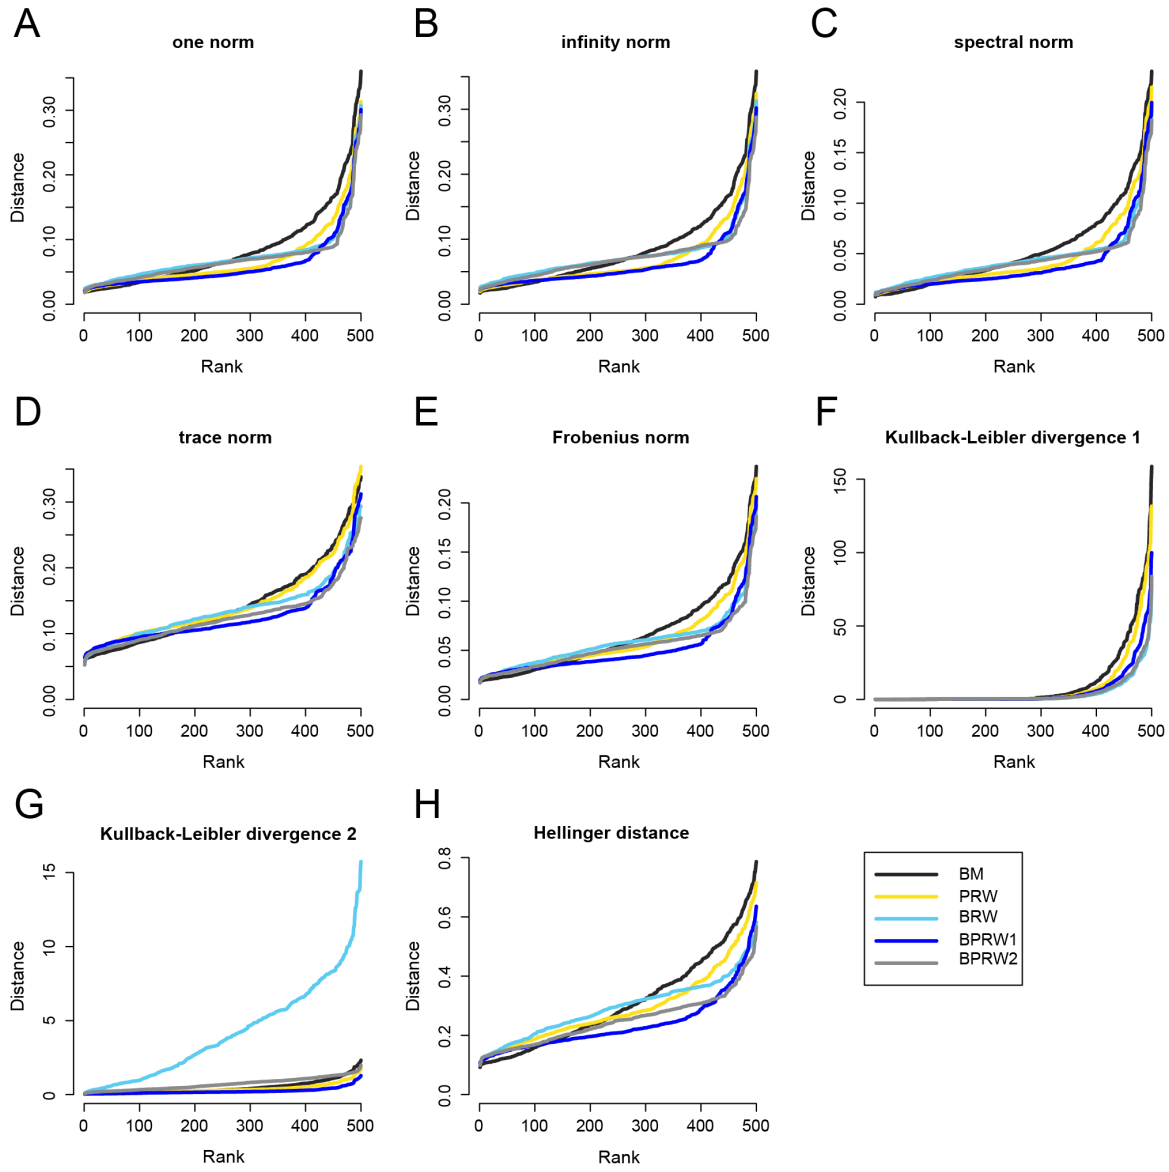 A
one norm
Distance
0.00
0.10
0.20
0.30
0
100
200
300
400
500
Rank
B
infinity norm
Distance
0.00
0.10
0.20
0.30
0
100
200
300
400
500
Rank
C
spectral norm
Distance
0.00
0.05
0.10
0.15
0.20
0
100
200
300
400
500
Rank
D
trace norm
Distance
0.00
0.10
0.20
0.30
0
100
200
300
400
500
Rank
E
Frobenius norm
Distance
0.00
0.05
0.10
0.15
0.20
0
100
200
300
400
500
Rank
F
Kullback-Leibler divergence 1
Distance
0
50
100
150
0
100
200
300
400
500
Rank
G
Kullback-Leibler divergence 2
Distance
0
5
10
15
0
100
200
300
400
500
Rank
H
Hellinger distance
Distance
0.0
0.2
0.4
0.6
0.8
0
100
200
300
400
500
Rank
BM
PRW
BRW
BPRW1
BPRW2